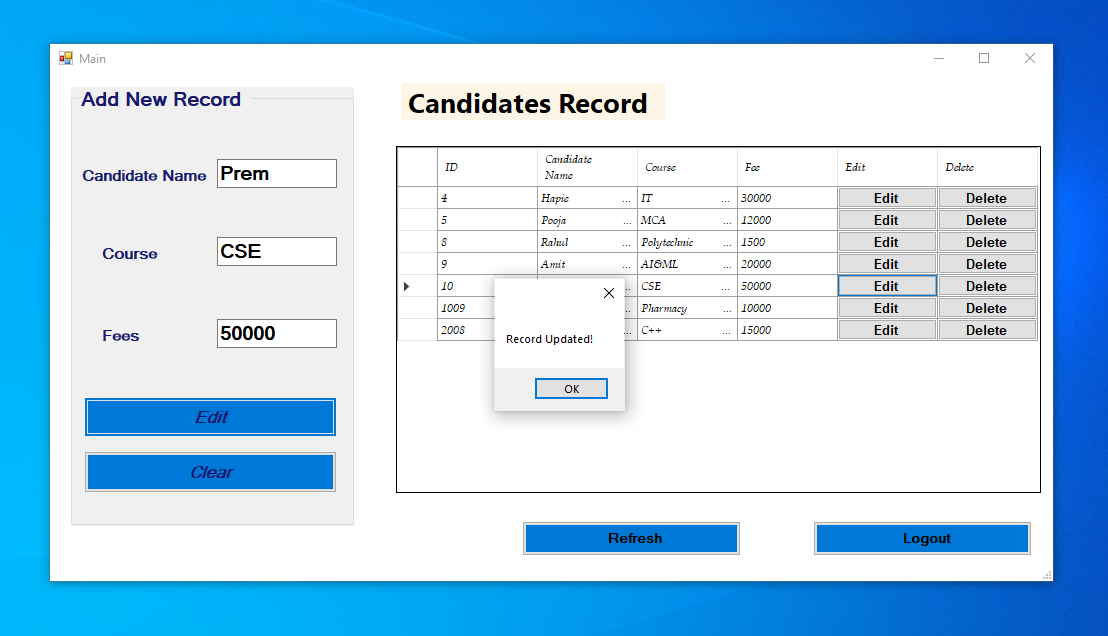 Main
Add New Record
Candidate Name Prem
Course CSE
Fees 50000
Edit
Clear
Candidates Record
ID Candidate Name Course Fee Edit Delete
4 Hapie ... IT ... 30000 Edit Delete
5 Pooja ... MCA ... 12000 Edit Delete
8 Rahul ... Polytechnic ... 1500 Edit Delete
9 Amit ... AI&ML ... 20000 Edit Delete
10 ... CSE ... 50000 Edit Delete
1009 ... Pharmacy ... 10000 Edit Delete
2008 ... C++ ... 15000 Edit Delete
Record Updated!
OK
Refresh Logout